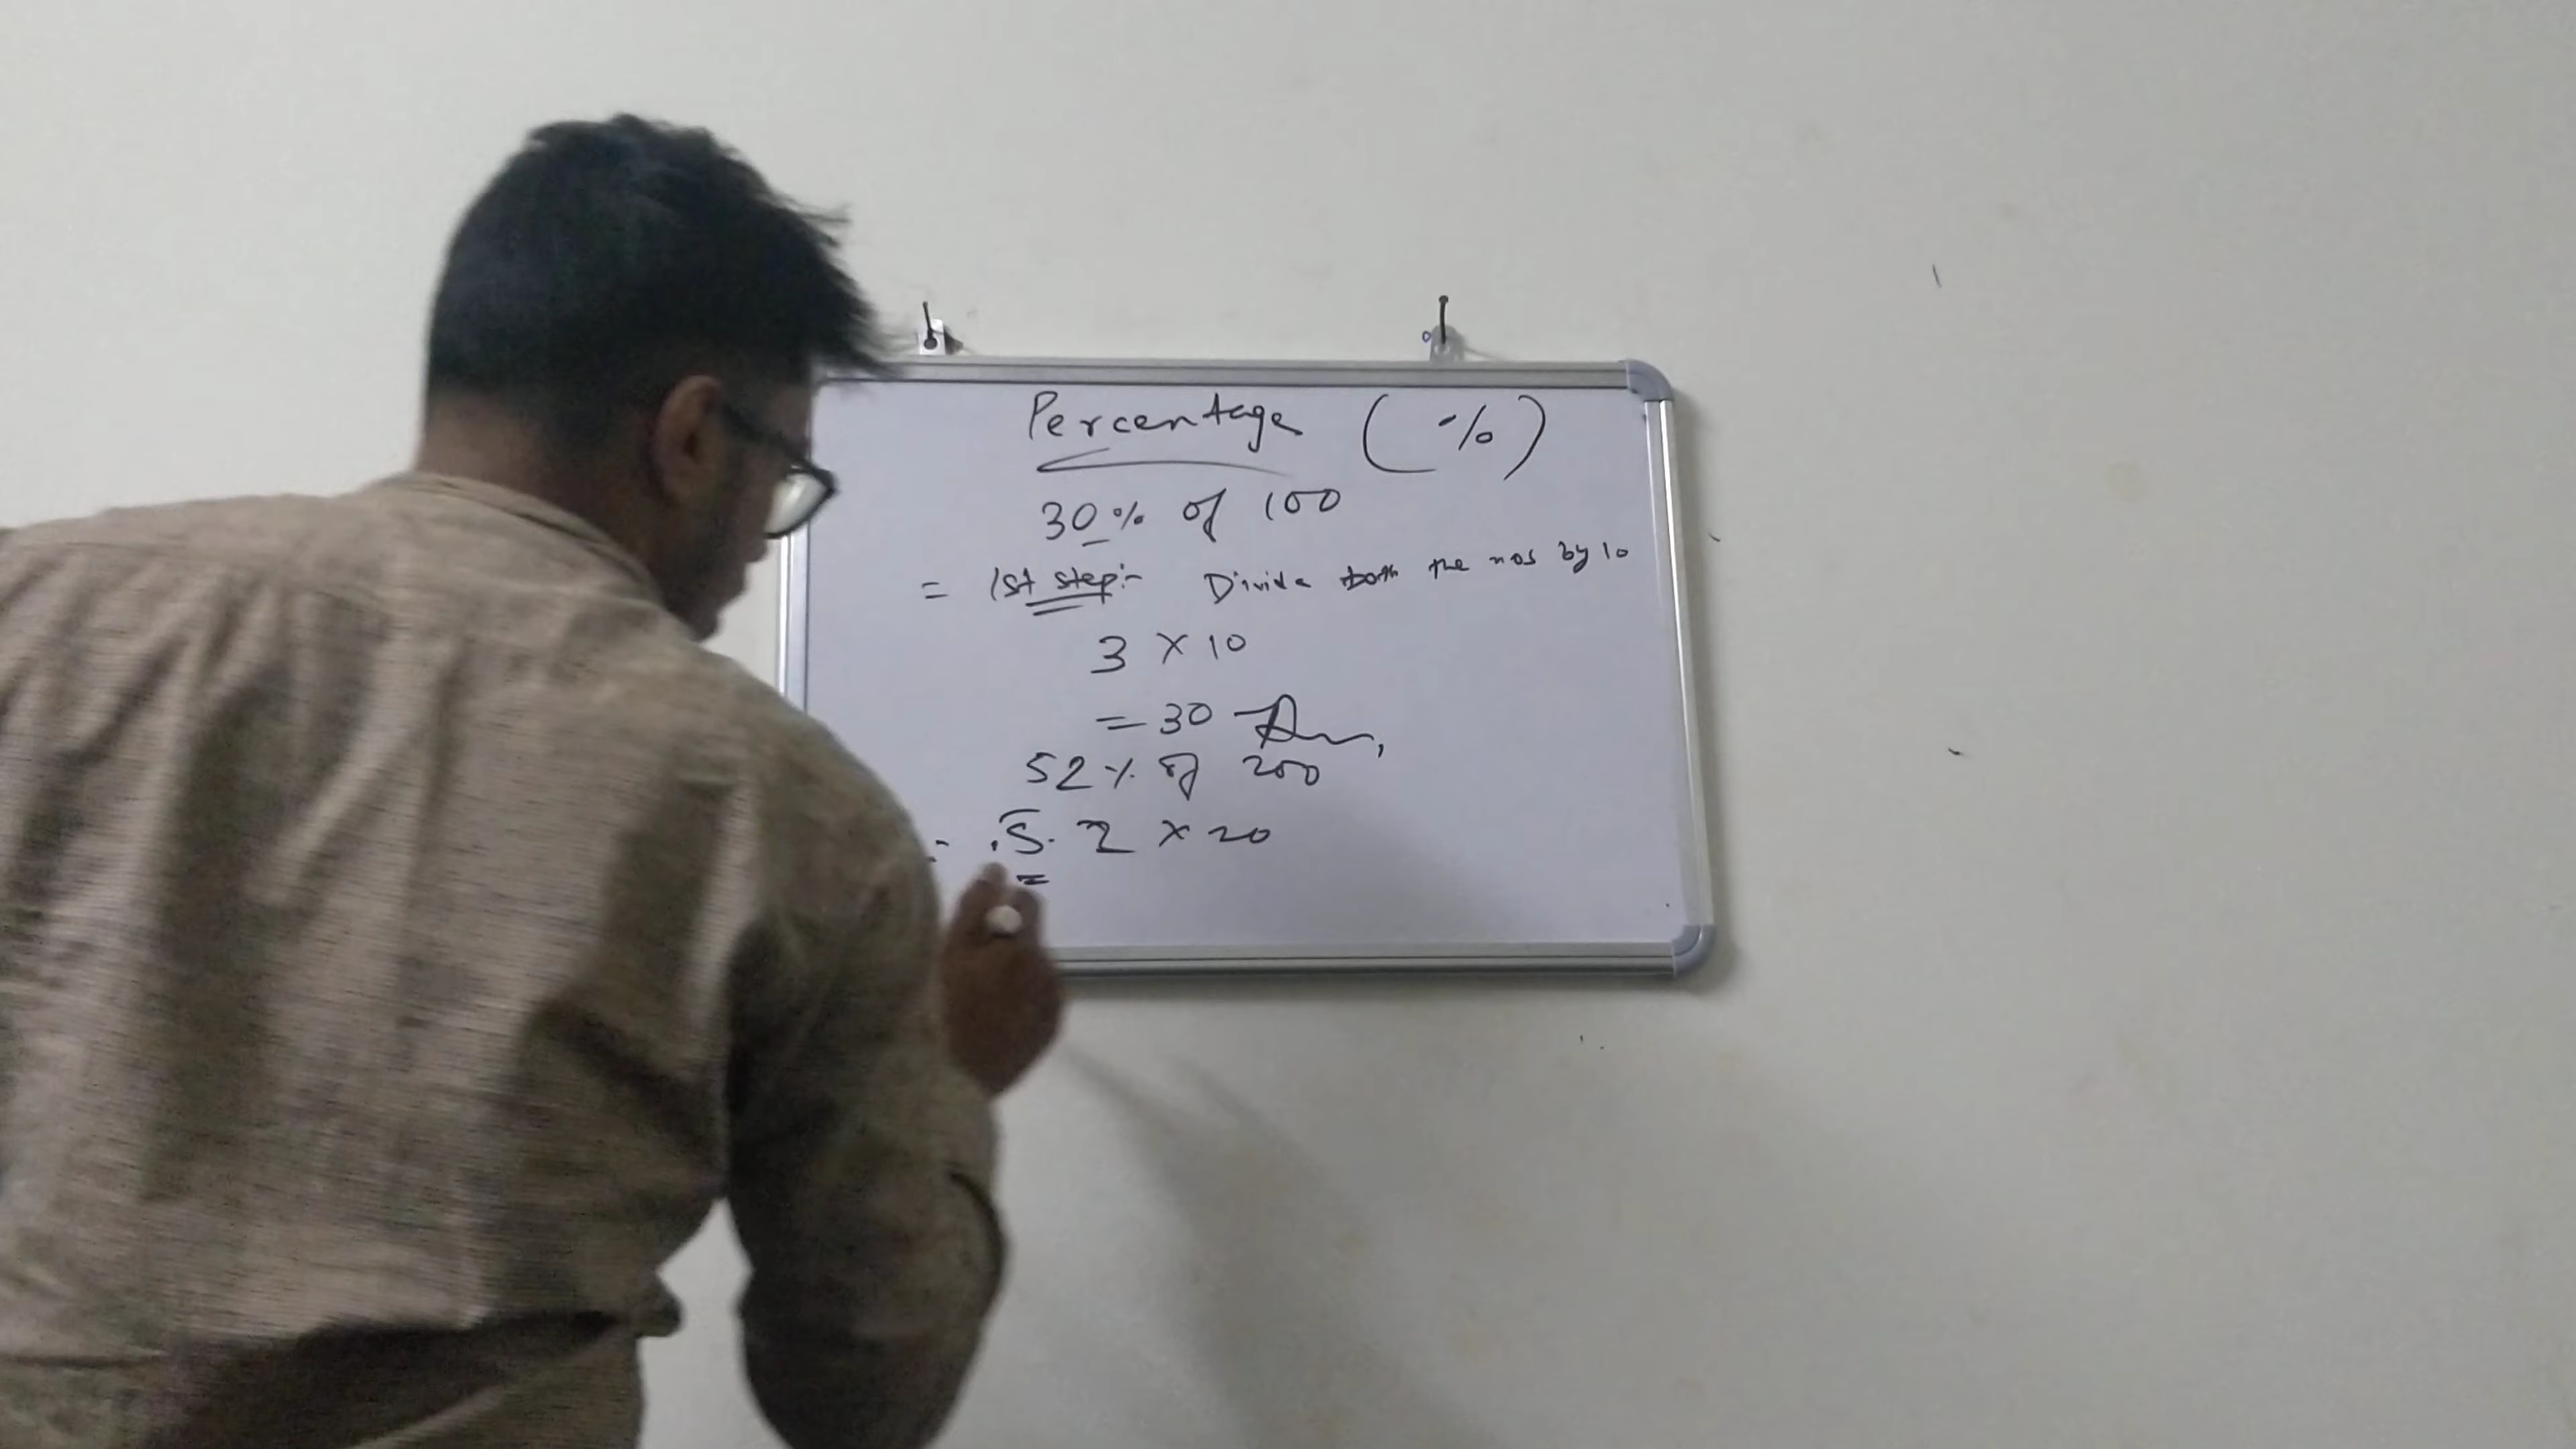 Percentage (%)
30% of 100
= 1st step:- Divide both the nos by 10
3 × 10
= 30 Ans,
52% of 200
= 5.2 × 20
=